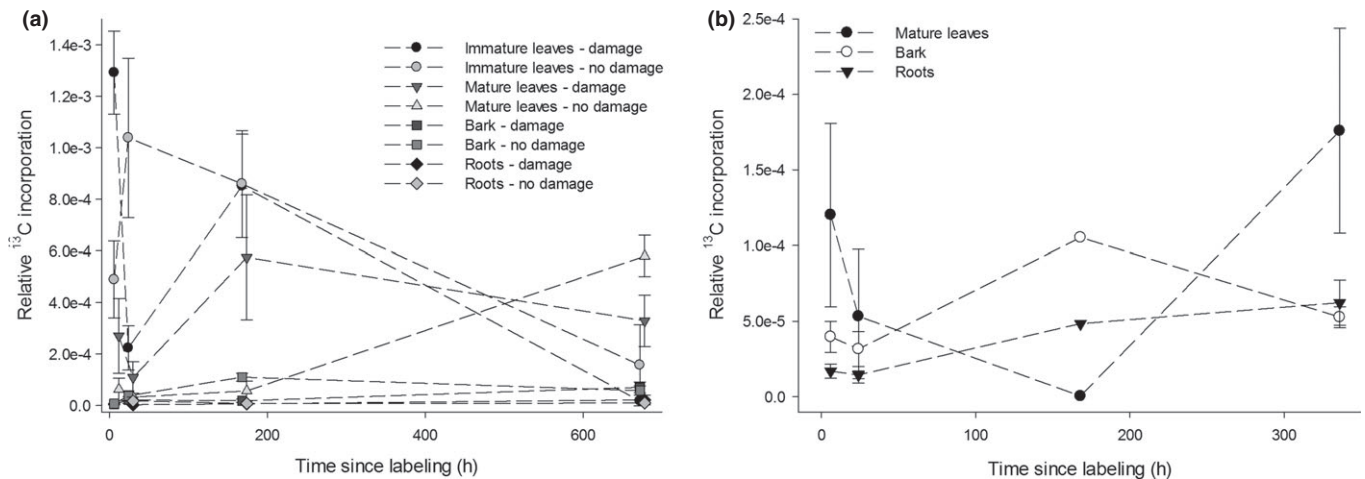 (a)
Relative ¹³C incorporation
1.4e-3
1.2e-3
1.0e-3
8.0e-4
6.0e-4
4.0e-4
2.0e-4
0.0
0
200
400
600
Time since labeling (h)
Immature leaves - damage
Immature leaves - no damage
Mature leaves - damage
Mature leaves - no damage
Bark - damage
Bark - no damage
Roots - damage
Roots - no damage
(b)
Relative ¹³C incorporation
2.5e-4
2.0e-4
1.5e-4
1.0e-4
5.0e-5
0.0
0
100
200
300
Time since labeling (h)
Mature leaves
Bark
Roots